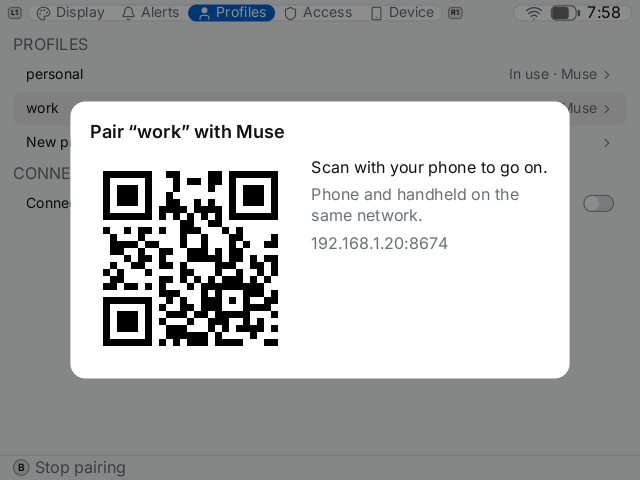 L1 Display Alerts Profiles Access Device R1 7:58
PROFILES
personal In use · Muse
work Muse
New p
CONNE
Conne
Pair “work” with Muse
Scan with your phone to go on.
Phone and handheld on the
same network.
192.168.1.20:8674
B Stop pairing